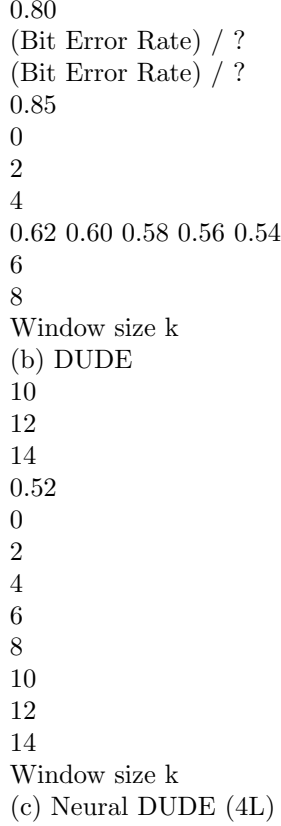 0.80
(Bit Error Rate) / ?
(Bit Error Rate) / ?
0.85
0
2
4
0.62 0.60 0.58 0.56 0.54
6
8
Window size k
(b) DUDE
10
12
14
0.52
0
2
4
6
8
10
12
14
Window size k
(c) Neural DUDE (4L)